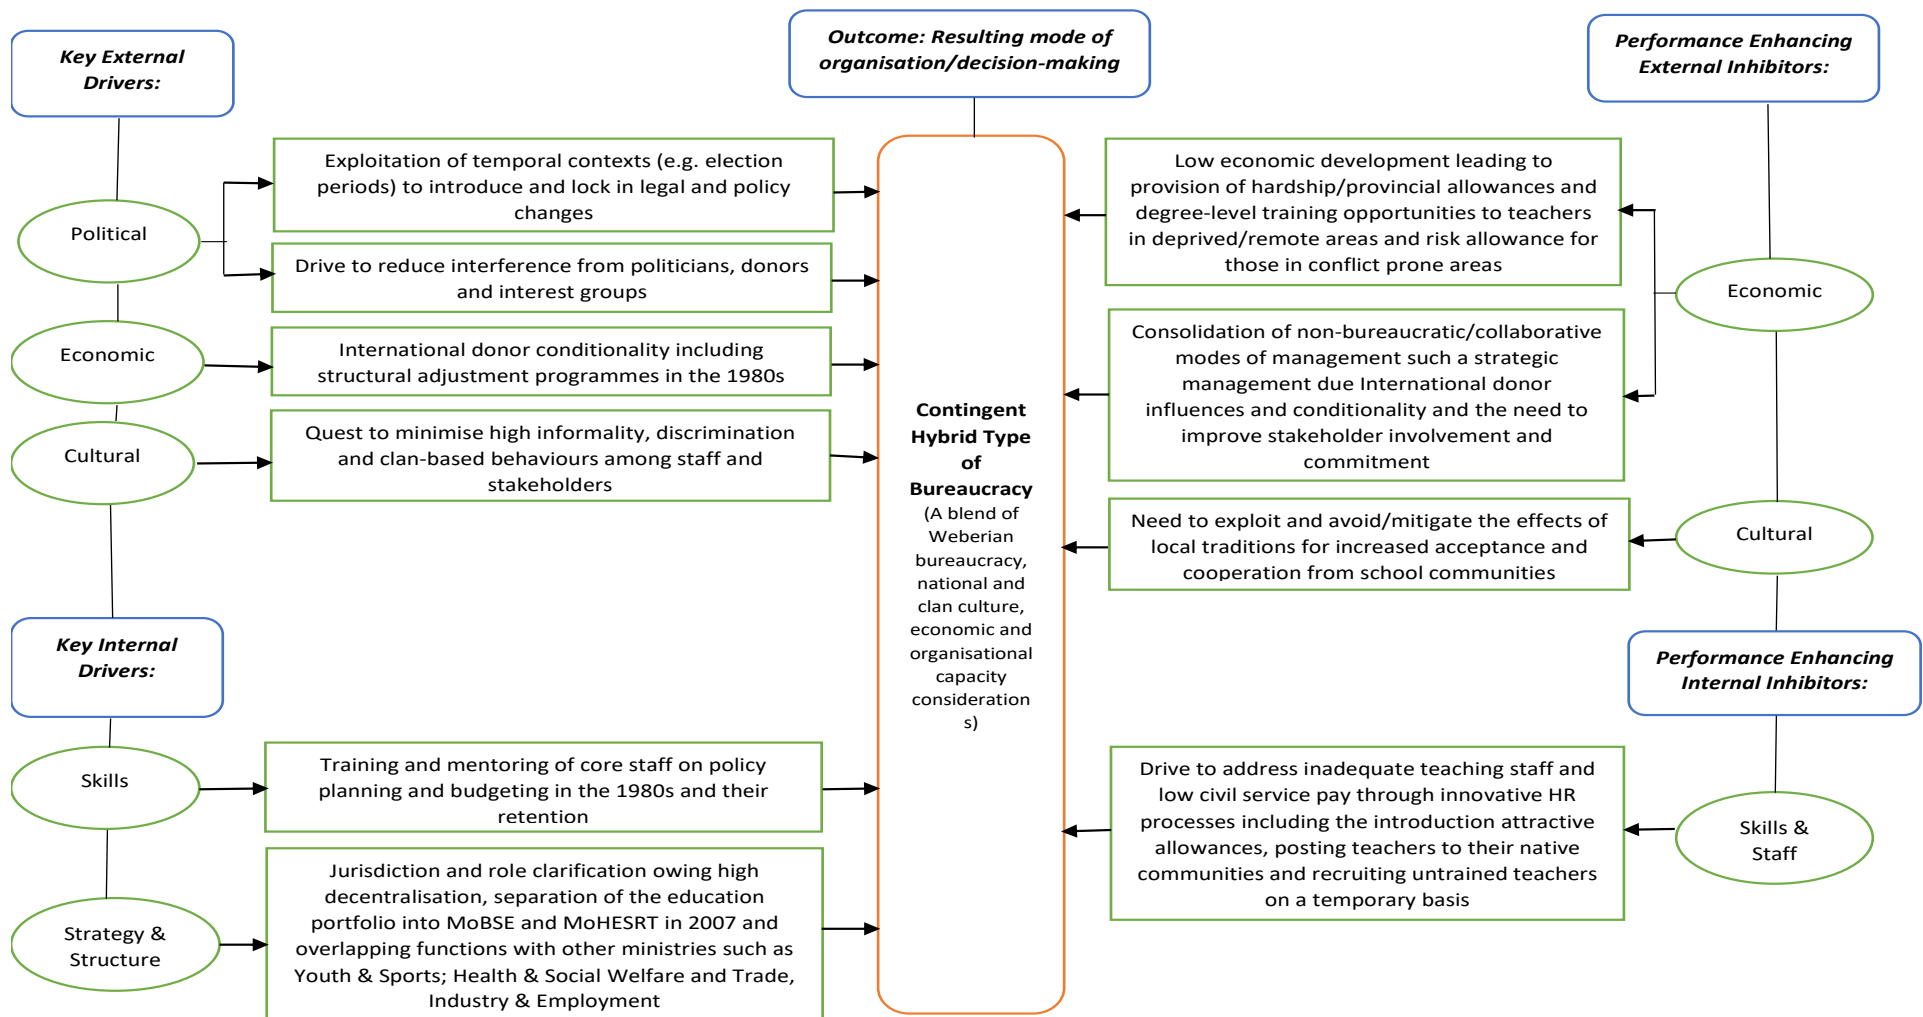 Key External
Drivers:
Political
Exploitation of temporal contexts (e.g. election
periods) to introduce and lock in legal and policy
changes
Drive to reduce interference from politicians, donors
and interest groups
Economic
International donor conditionality including
structural adjustment programmes in the 1980s
Cultural
Quest to minimise high informality, discrimination
and clan-based behaviours among staff and
stakeholders
Key Internal
Drivers:
Skills
Training and mentoring of core staff on policy
planning and budgeting in the 1980s and their
retention
Strategy &
Structure
Jurisdiction and role clarification owing high
decentralisation, separation of the education
portfolio into MoBSE and MoHESRT in 2007 and
overlapping functions with other ministries such as
Youth & Sports; Health & Social Welfare and Trade,
Industry & Employment
Outcome: Resulting mode of
organisation/decision-making
Contingent
Hybrid Type
of
Bureaucracy
(A blend of
Weberian
bureaucracy,
national and
clan culture,
economic and
organisational
capacity
consideration
s)
Performance Enhancing
External Inhibitors:
Low economic development leading to
provision of hardship/provincial allowances and
degree-level training opportunities to teachers
in deprived/remote areas and risk allowance for
those in conflict prone areas
Economic
Consolidation of non-bureaucratic/collaborative
modes of management such a strategic
management due International donor
influences and conditionality and the need to
improve stakeholder involvement and
commitment
Need to exploit and avoid/mitigate the effects of
local traditions for increased acceptance and
cooperation from school communities
Cultural
Performance Enhancing
Internal Inhibitors:
Drive to address inadequate teaching staff and
low civil service pay through innovative HR
processes including the introduction attractive
allowances, posting teachers to their native
communities and recruiting untrained teachers
on a temporary basis
Skills &
Staff